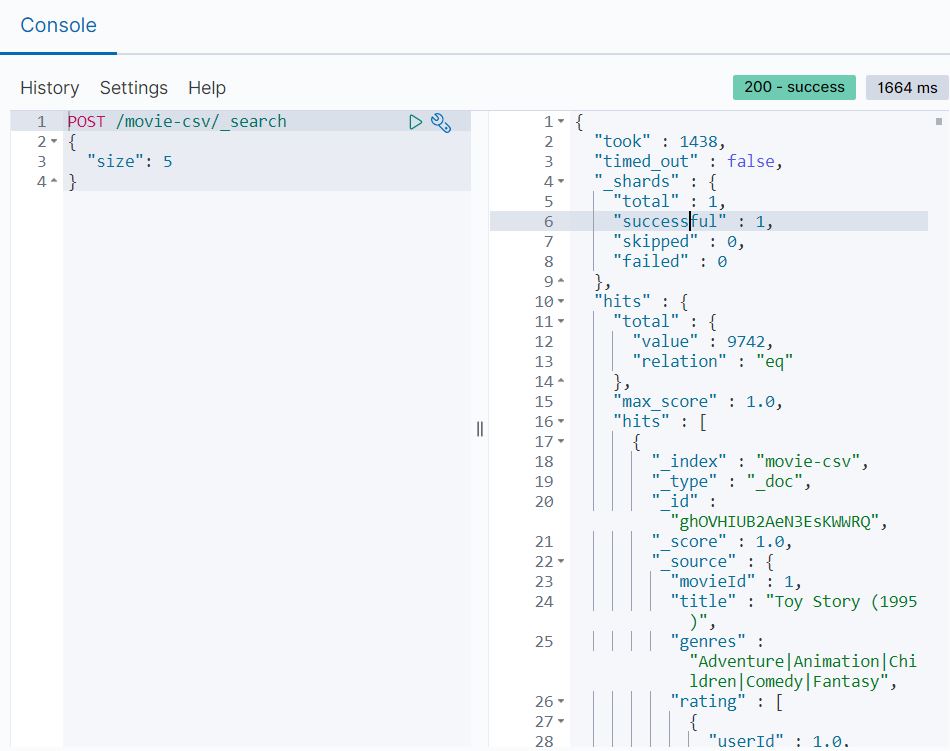 Console
History Settings Help
200 - success 1664 ms
1 POST /movie-csv/_search
2 {
3 "size": 5
4 }
1 {
2 "took" : 1438,
3 "timed_out" : false,
4 "_shards" : {
5 "total" : 1,
6 "successful" : 1,
7 "skipped" : 0,
8 "failed" : 0
9 },
10 "hits" : {
11 "total" : {
12 "value" : 9742,
13 "relation" : "eq"
14 },
15 "max_score" : 1.0,
16 "hits" : [
17 {
18 "_index" : "movie-csv",
19 "_type" : "_doc",
20 "_id" :
"ghOVHIUB2AeN3EsKWWRQ",
21 "_score" : 1.0,
22 "_source" : {
23 "movieId" : 1,
24 "title" : "Toy Story (1995
)",
25 "genres" :
"Adventure|Animation|Chi
ldren|Comedy|Fantasy",
26 "rating" : [
27 {
28 "userId" : 1.0,